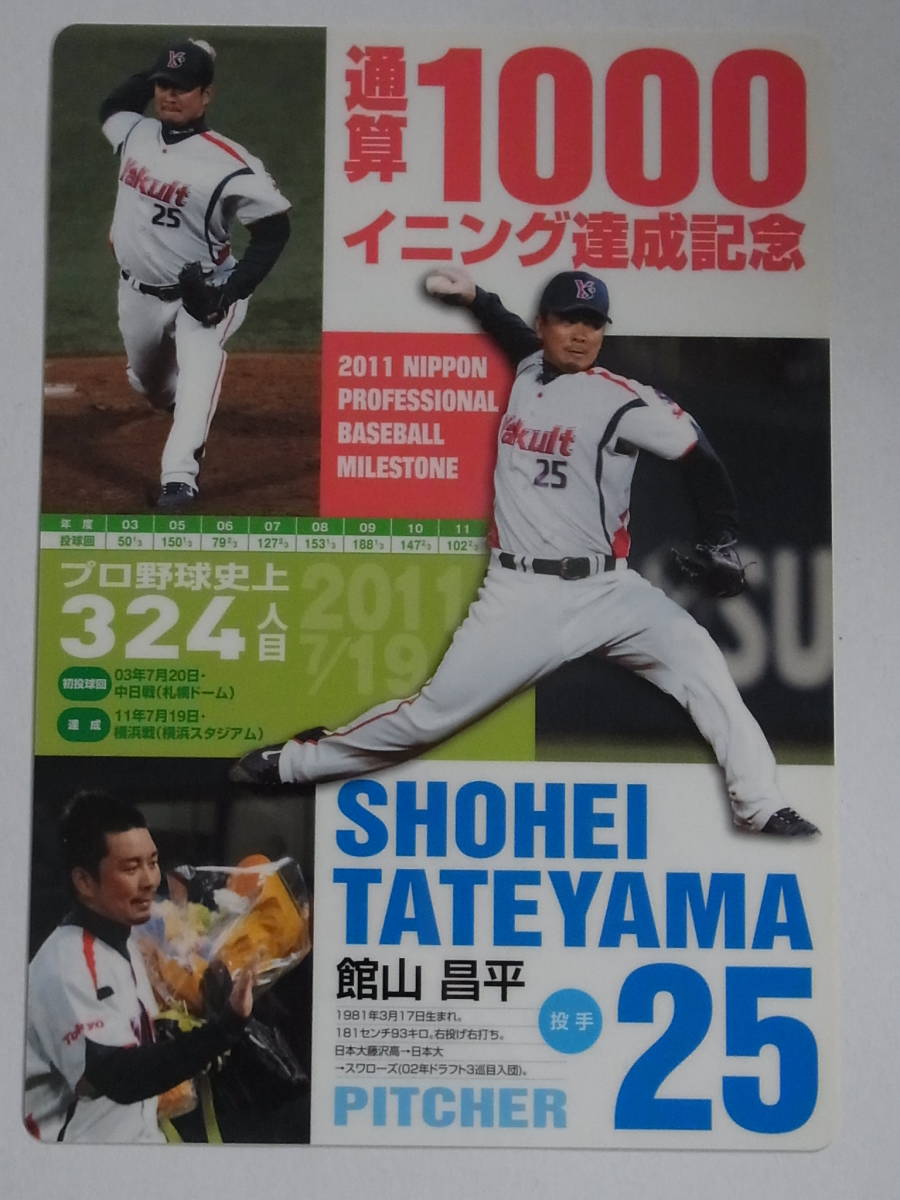 通算1000
イニング達成記念
Yakult
25
2011 NIPPON
PROFESSIONAL
BASEBALL
MILESTONE
Yakult
25
年度 03 05 06 07 08 09 10 11
投球回 50 1/3 150 1/3 79 2/3 127 2/3 153 1/3 188 1/3 147 2/3 102 2/3
プロ野球史上
324人目
2011
7/19
初投球回 03年7月20日・
中日戦(札幌ドーム)
達成 11年7月19日・
横浜戦(横浜スタジアム)
SU
SHOHEI
TATEYAMA
館山 昌平
25
投手
1981年3月17日生まれ。
181センチ93キロ。右投げ右打ち。
日本大藤沢高→日本大
→スワローズ(02年ドラフト3巡目入団)。
PITCHER
TOKYO